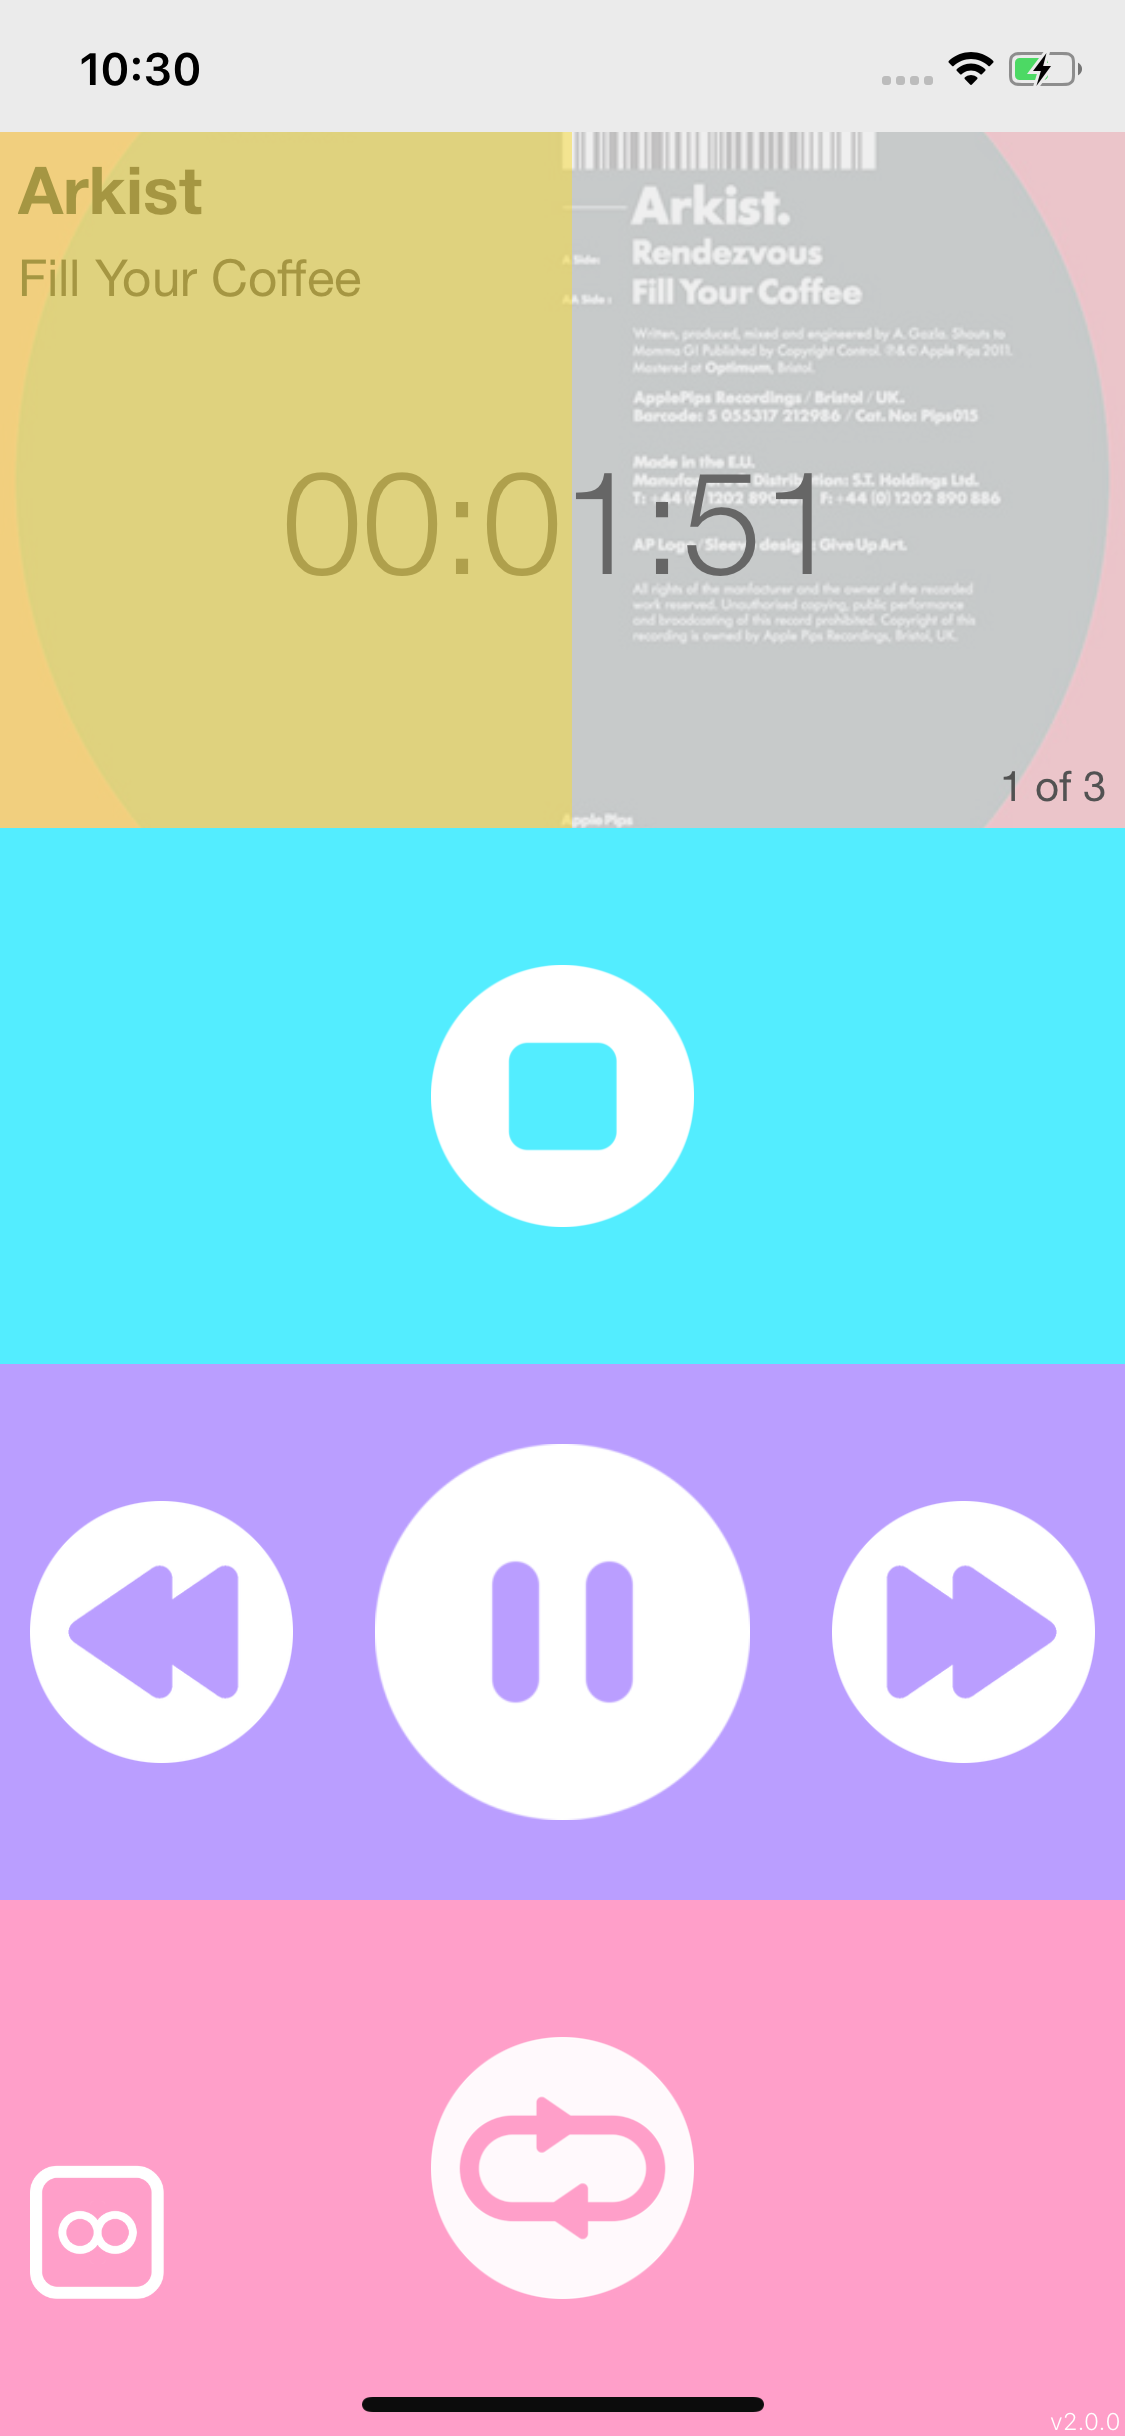 10:30
Arkist
Fill Your Coffee
Arkist.
A Side: Rendezvous
AA Side : Fill Your Coffee
Written, produced, mixed and engineered by A. Gazla. Shouts to
Momma G! Published by Copyright Control. ℗&© Apple Pips 2011.
Mastered at Optimum, Bristol.
ApplePips Recordings / Bristol / UK.
Barcode: 5 055317 212986 / Cat. No: Pips015
Made in the E.U.
Distribution: S.T. Holdings Ltd.
T: +44 (0) 1202 890 F: +44 (0) 1202 890 886
00:01:51
AP Logo / Sleeve design: Give Up Art.
All rights of the manfacturer and the owner of the recorded
work reserved. Unauthorised copying, public performance
and broadcasting of this record prohibited. Copyright of this
recording is owned by Apple Pips Recordings, Bristol, UK.
1 of 3
Apple Pips
v2.0.0